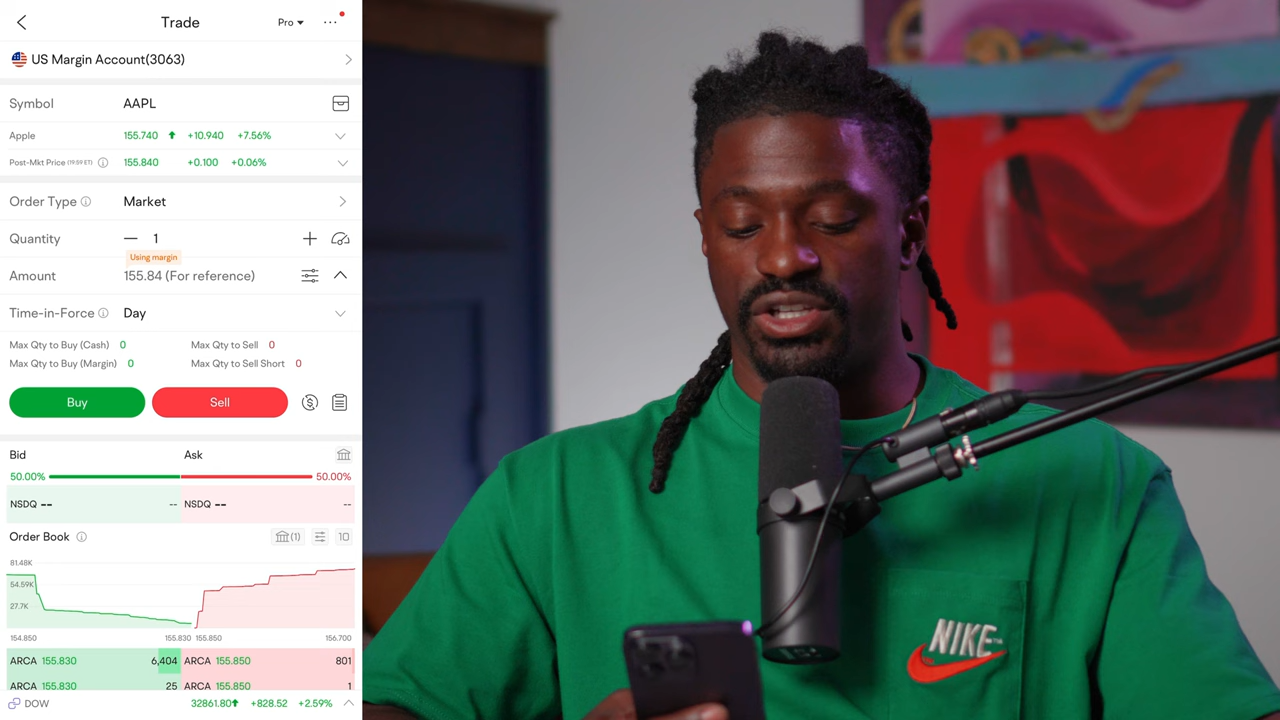 Trade
Pro
US Margin Account(3063)
Symbol AAPL
Apple 155.740 +10.940 +7.56%
Post-Mkt Price (19:59 ET) 155.840 +0.100 +0.06%
Order Type Market
Quantity 1
Using margin
Amount 155.84 (For reference)
Time-in-Force Day
Max Qty to Buy (Cash) 0 Max Qty to Sell 0
Max Qty to Buy (Margin) 0 Max Qty to Sell Short 0
Buy Sell
Bid Ask
50.00% 50.00%
NSDQ -- -- NSDQ -- --
Order Book (1) 10
81.48K
54.59K
27.7K
154.850 155.830 155.850 156.700
ARCA 155.830 6,404 ARCA 155.850 801
ARCA 155.830 25 ARCA 155.850 1
DOW 32861.80 +828.52 +2.59%
NIKE